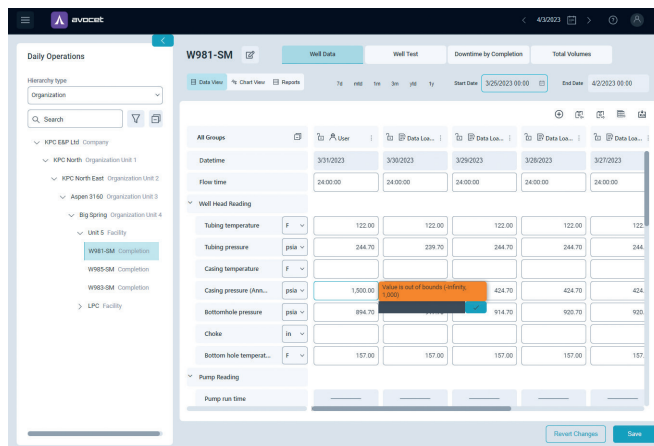 avocet
4/3/2023
Daily Operations
Hierarchy type
Organization
Search
KPC E&P Ltd Company
KPC North Organization Unit 1
KPC North East Organization Unit 2
Aspen 3160 Organization Unit 3
Big Spring Organization Unit 4
Unit 5 Facility
W981-SM Completion
W985-SM Completion
W983-SM Completion
LPC Facility
W981-SM
Well Data Well Test Downtime by Completion Total Volumes
Data View Chart View Reports 7d mtd 1m 3m ytd 1y Start Date 3/25/2023 00:00 End Date 4/2/2023 00:00
All Groups User Data Loa... Data Loa... Data Loa... Data Loa...
Datetime 3/31/2023 3/30/2023 3/29/2023 3/28/2023 3/27/2023
Flow time 24:00:00 24:00:00 24:00:00 24:00:00 24:00:00
Well Head Reading
Tubing temperature F 122.00 122.00 122.00 122.00 122.
Tubing pressure psia 244.70 239.70 244.70 244.70 244.
Casing temperature F
Casing pressure (Ann... psia 1,500.00 Value is out of bounds (-Infinity, 1,000) 424.70 424.70 424.
Bottomhole pressure psia 894.70 914.70 920.70 920.
Choke in
Bottom hole temperat... F 157.00 157.00 157.00 157.00 157.
Pump Reading
Pump run time
Revert Changes Save